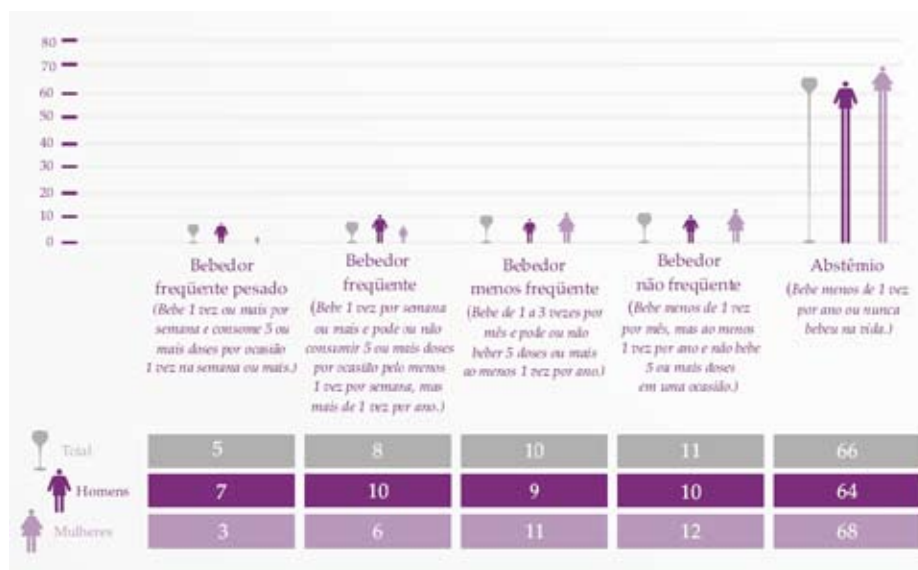 80
70
60
50
40
30
20
10
0
Bebedor
freqüente pesado
(Bebe 1 vez ou mais por
semana e consome 5 ou
mais doses por ocasião
1 vez na semana ou mais.)
Bebedor
freqüente
(Bebe 1 vez por semana
ou mais e pode ou não
consumir 5 ou mais doses
por ocasião pelo menos
1 vez por semana, mas
mais de 1 vez por ano.)
Bebedor
menos freqüente
(Bebe de 1 a 3 vezes por
mês e pode ou não
beber 5 doses ou mais
ao menos 1 vez por ano.)
Bebedor
não freqüente
(Bebe menos de 1 vez
por mês, mas ao menos
1 vez por ano e não bebe
5 ou mais doses
em uma ocasião.)
Abstêmio
(Bebe menos de 1 vez
por ano ou nunca
bebeu na vida.)
Total 5 8 10 11 66
Homens 7 10 9 10 64
Mulheres 3 6 11 12 68